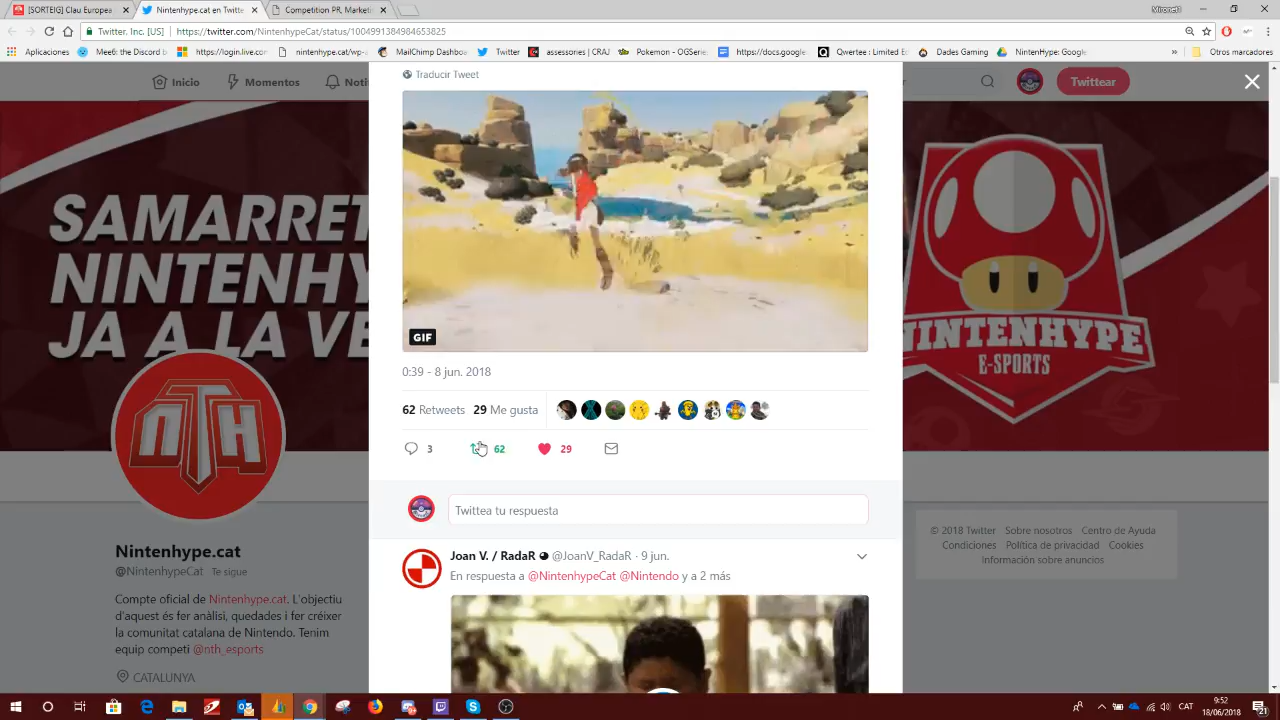 [SORTEIG] Clau Europea
Nintenhype.cat en Twitte
Competition PR, Marketi
Twitter, Inc. [US]
https://twitter.com/NintenhypeCat/status/1004991384984653825
Aplicaciones
Meet: the Discord b
https://login.live.co
nintenhype.cat/wp-a
MailChimp Dashboa
Twitter
assessories | CRAJ
Pokemon - OGSerie
https://docs.google.
Qwertee : Limited E
Dades Gaming
NintenHype: Google
Otros marcadores
Inicio
Momentos
Noti
Twittear
Traducir Tweet
SAMARRET
NINTENHY
JA A LA VE
NTH
NINTENHYPE
E-SPORTS
GIF
0:39 - 8 jun. 2018
62 Retweets 29 Me gusta
3
62
29
Twittea tu respuesta
Joan V. / RadaR @JoanV_RadaR · 9 jun.
En respuesta a @NintenhypeCat @Nintendo y a 2 más
Nintenhype.cat
@NintenhypeCat Te sigue
Compte oficial de Nintenhype.cat. L'objectiu
d'aquest és fer anàlisi, quedades i fer créixer
la comunitat catalana de Nintendo. Tenim
equip competi @nth_esports
CATALUNYA
© 2018 Twitter Sobre nosotros Centro de Ayuda
Condiciones Política de privacidad Cookies
Información sobre anuncios
CAT
9:52
18/06/2018
21